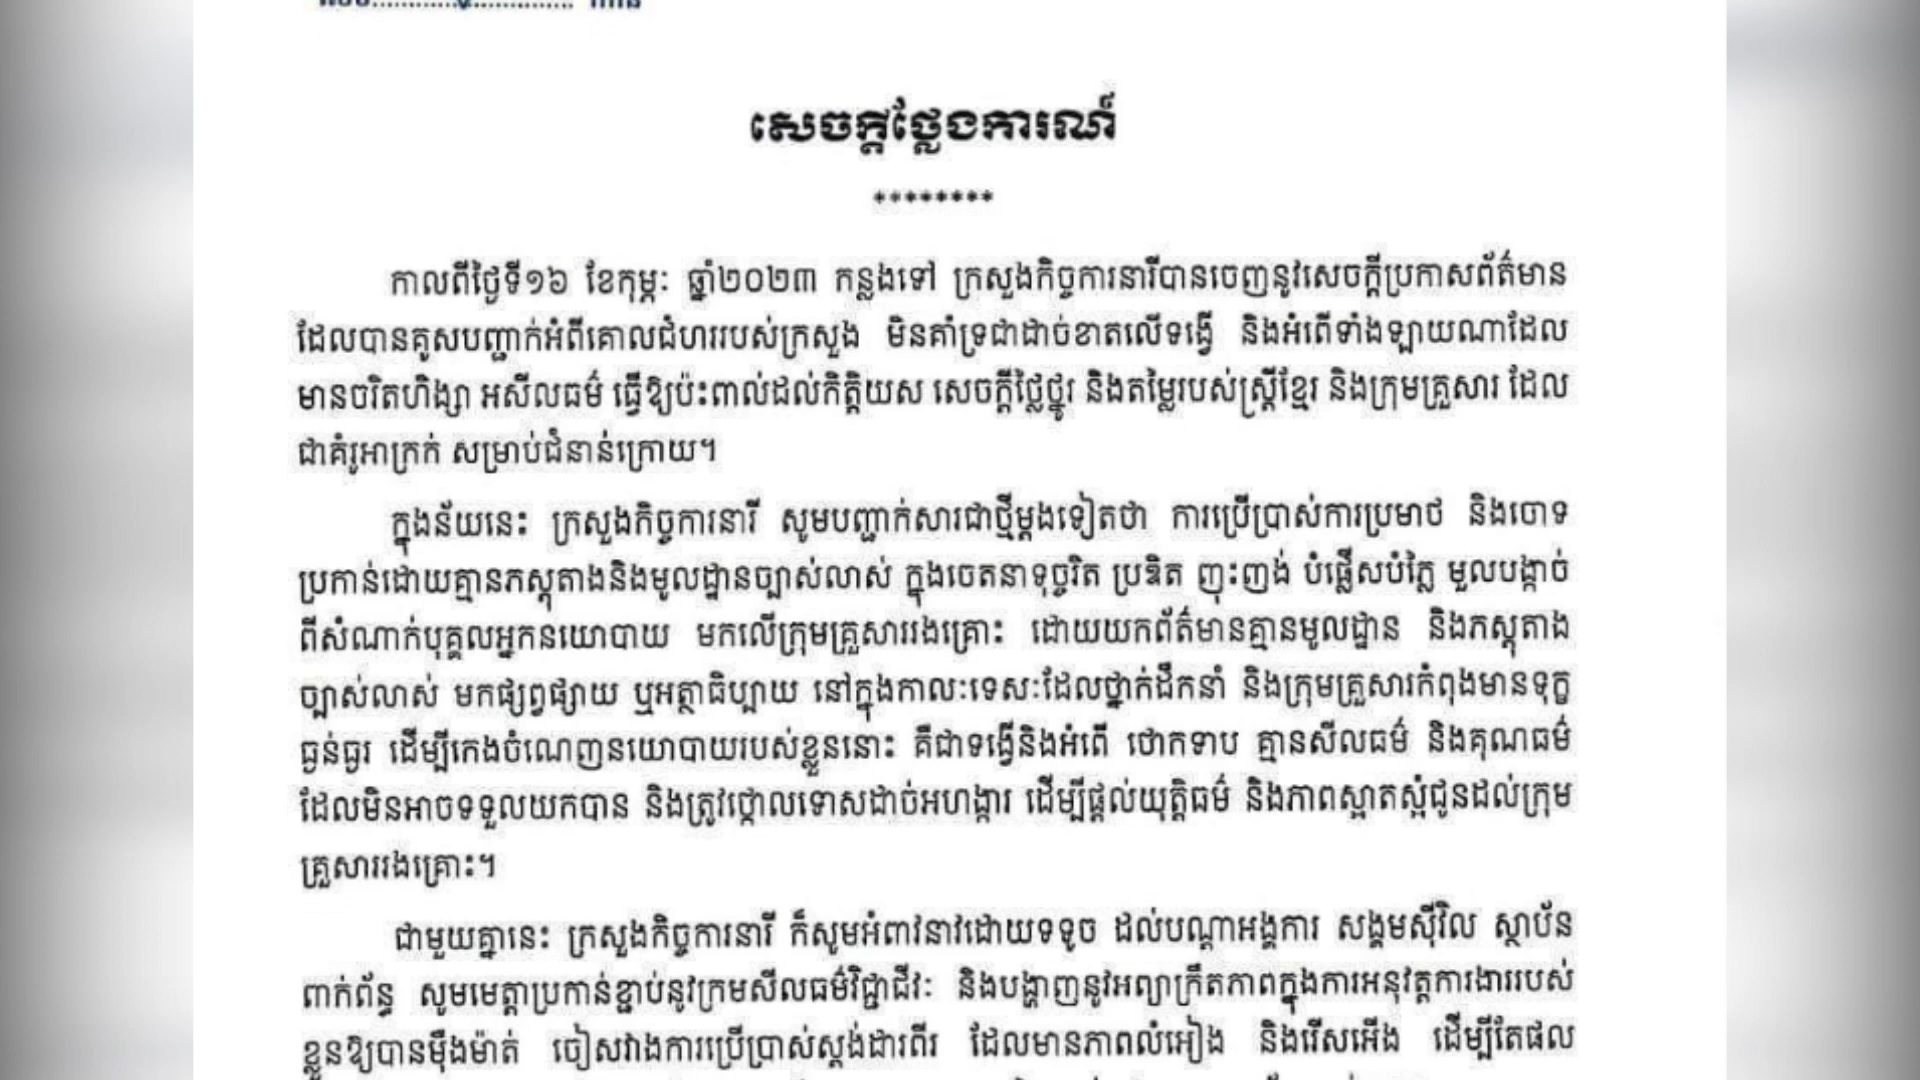 សេចក្ដីថ្លែងការណ៍
********
កាលពីថ្ងៃទី១៦ ខែកុម្ភៈ ឆ្នាំ២០២៣ កន្លងទៅ ក្រសួងកិច្ចការនារីបានចេញនូវសេចក្ដីប្រកាសព័ត៌មាន
ដែលបានគូសបញ្ជាក់អំពីគោលជំហររបស់ក្រសួង មិនគាំទ្រជាដាច់ខាតលើទង្វើ និងអំពើទាំងឡាយណាដែល
មានចរិតហិង្សា អសីលធម៌ ធ្វើឱ្យប៉ះពាល់ដល់កិត្តិយស សេចក្ដីថ្លៃថ្នូរ និងតម្លៃរបស់ស្ត្រីខ្មែរ និងក្រុមគ្រួសារ ដែល
ជាគំរូអាក្រក់ សម្រាប់ជំនាន់ក្រោយ។
ក្នុងន័យនេះ ក្រសួងកិច្ចការនារី សូមបញ្ជាក់សារជាថ្មីម្ដងទៀតថា ការប្រើប្រាស់ការប្រមាថ និងចោទ
ប្រកាន់ដោយគ្មានភស្តុតាងនិងមូលដ្ឋានច្បាស់លាស់ ក្នុងចេតនាទុច្ចរិត ប្រឌិត ញុះញង់ បំផ្លើសបំភ្លៃ មួលបង្កាច់
ពីសំណាក់បុគ្គលអ្នកនយោបាយ មកលើក្រុមគ្រួសាររងគ្រោះ ដោយយកព័ត៌មានគ្មានមូលដ្ឋាន និងភស្តុតាង
ច្បាស់លាស់ មកផ្សព្វផ្សាយ ឬអត្ថាធិប្បាយ នៅក្នុងកាលៈទេសៈដែលថ្នាក់ដឹកនាំ និងក្រុមគ្រួសារកំពុងមានទុក្ខ
ធ្ងន់ធ្ងរ ដើម្បីកេងចំណេញនយោបាយរបស់ខ្លួននោះ គឺជាទង្វើនិងអំពើ ថោកទាប គ្មានសីលធម៌ និងគុណធម៌
ដែលមិនអាចទទួលយកបាន និងត្រូវថ្កោលទោសដាច់អហង្ការ ដើម្បីផ្ដល់យុត្តិធម៌ និងភាពស្អាតស្អំជូនដល់ក្រុម
គ្រួសាររងគ្រោះ។
ជាមួយគ្នានេះ ក្រសួងកិច្ចការនារី ក៏សូមអំពាវនាវដោយទទូច ដល់បណ្ដាអង្គការ សង្គមស៊ីវិល ស្ថាប័ន
ពាក់ព័ន្ធ សូមមេត្តាប្រកាន់ខ្ជាប់នូវក្រមសីលធម៌វិជ្ជាជីវៈ និងបង្ហាញនូវអព្យាក្រឹតភាពក្នុងការអនុវត្តការងាររបស់
ខ្លួនឱ្យបានម៉ឺងម៉ាត់ ចៀសវាងការប្រើប្រាស់ស្តង់ដារពីរ ដែលមានភាពលំអៀង និងរើសអើង ដើម្បីតែផល